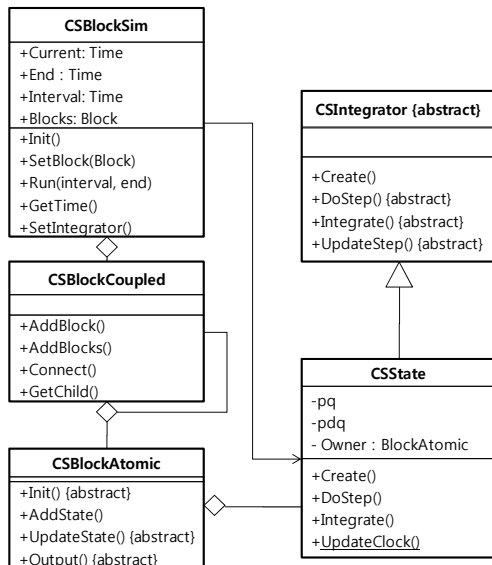 CSBlockSim
+Current: Time
+End : Time
+Interval: Time
+Blocks: Block
+Init()
+SetBlock(Block)
+Run(interval, end)
+GetTime()
+SetIntegrator()
CSBlockCoupled
+AddBlock()
+AddBlocks()
+Connect()
+GetChild()
CSBlockAtomic
+Init() {abstract}
+AddState()
+UpdateState() {abstract}
+Output() {abstract}
CSIntegrator {abstract}
+Create()
+DoStep() {abstract}
+Integrate() {abstract}
+UpdateStep() {abstract}
CSState
-pq
-pdq
- Owner : BlockAtomic
+Create()
+DoStep()
+Integrate()
+UpdateClock()